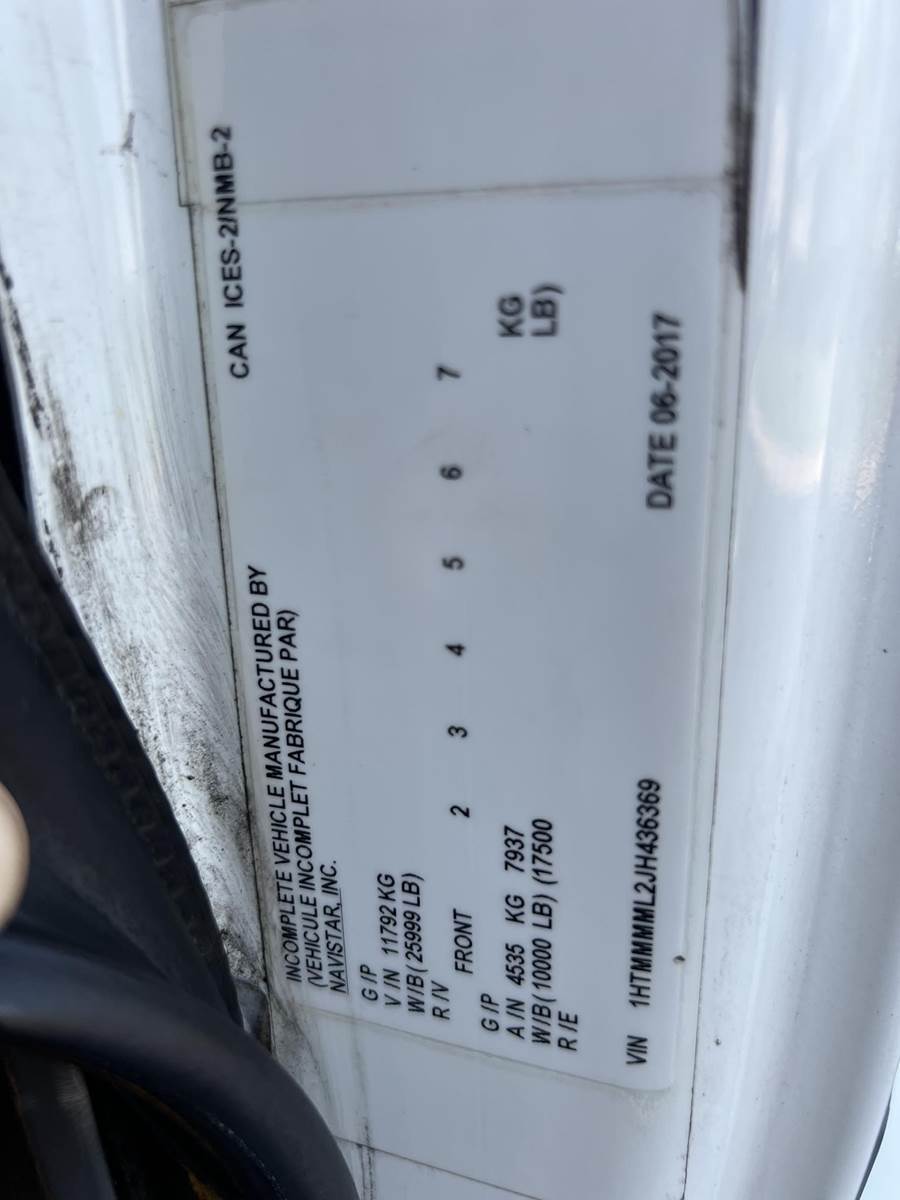 CAN ICES-2/NMB-2
INCOMPLETE VEHICLE MANUFACTURED BY
(VEHICULE INCOMPLET FABRIQUE PAR)
NAVISTAR, INC.
G /P
V /N 11792 KG
W/B ( 25999 LB)
R /V
FRONT 2 3 4 5 6 7
G /P
A /N 4535 KG 7937 KG
W/B ( 10000 LB) (17500 LB)
R /E
VIN 1HTMMMML2JH436369 DATE 06-2017